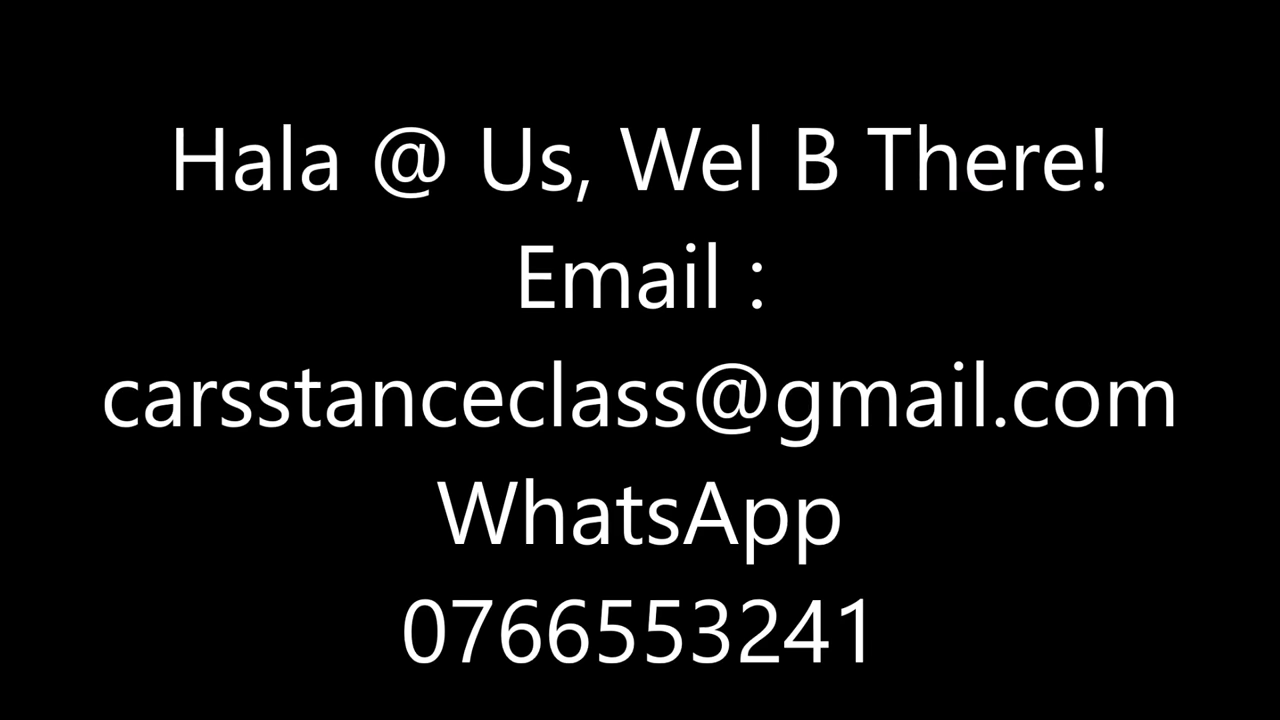 Hala @ Us, Wel B There!
Email :
carsstanceclass@gmail.com
WhatsApp
0766553241